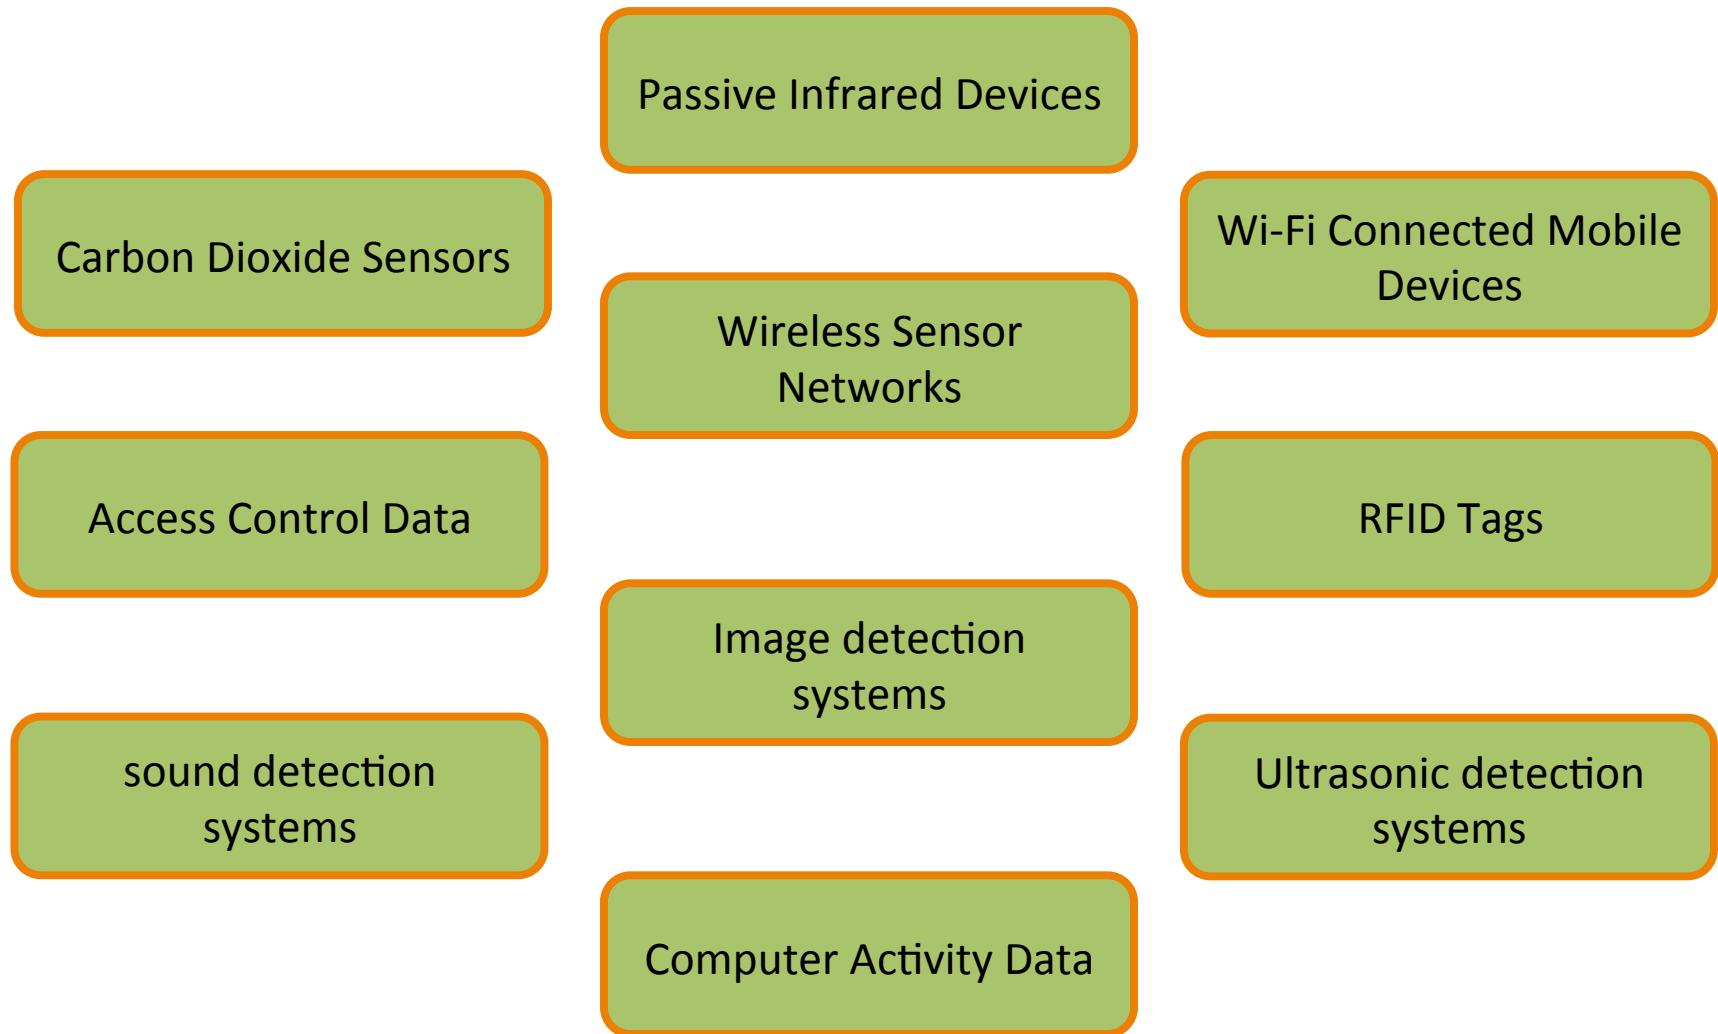 Passive Infrared Devices
Carbon Dioxide Sensors
Wi-Fi Connected Mobile
Devices
Wireless Sensor
Networks
Access Control Data
RFID Tags
Image detection
systems
sound detection
systems
Ultrasonic detection
systems
Computer Activity Data